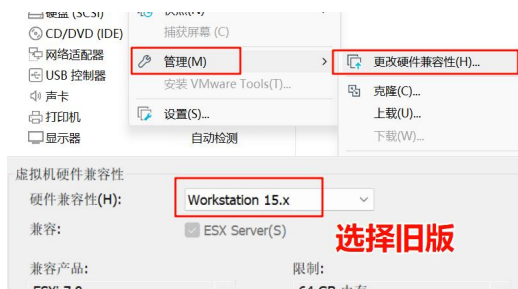 硬盘 (SCSI)
捕获屏幕 (C)
CD/DVD (IDE)
网络适配器
管理(M)
更改硬件兼容性(H)...
USB 控制器
安装 VMware Tools(T)...
克隆(C)...
声卡
打印机
设置(S)...
上载(U)...
显示器
自动检测
下载(W)...
虚拟机硬件兼容性
硬件兼容性(H):
Workstation 15.x
兼容:
ESX Server(S)
选择旧版
兼容产品:
限制: